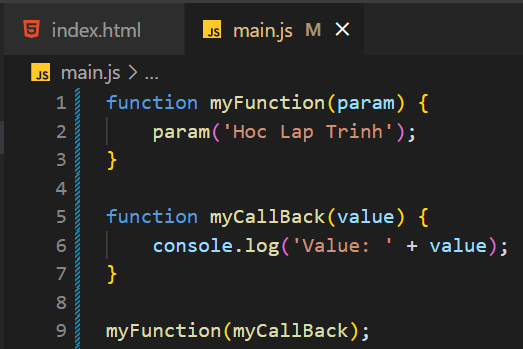 index.html
main.js M ×
JS main.js > ...
1 function myFunction(param) {
2     param('Hoc Lap Trinh');
3 }
4
5 function myCallBack(value) {
6     console.log('Value: ' + value);
7 }
8
9 myFunction(myCallBack);